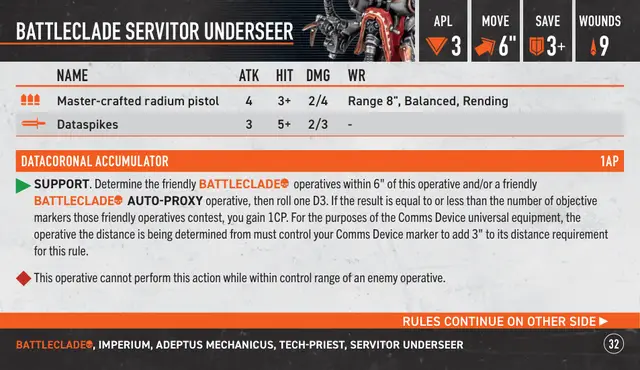 BATTLECLADE SERVITOR UNDERSEER
APL
3
MOVE
6"
SAVE
3+
WOUNDS
9
NAME ATK HIT DMG WR
Master-crafted radium pistol 4 3+ 2/4 Range 8", Balanced, Rending
Dataspikes 3 5+ 2/3 -
DATACORONAL ACCUMULATOR 1AP
SUPPORT. Determine the friendly BATTLECLADE operatives within 6" of this operative and/or a friendly
BATTLECLADE AUTO-PROXY operative, then roll one D3. If the result is equal to or less than the number of objective
markers those friendly operatives contest, you gain 1CP. For the purposes of the Comms Device universal equipment, the
operative the distance is being determined from must control your Comms Device marker to add 3" to its distance requirement
for this rule.
This operative cannot perform this action while within control range of an enemy operative.
RULES CONTINUE ON OTHER SIDE ▶
BATTLECLADE, IMPERIUM, ADEPTUS MECHANICUS, TECH-PRIEST, SERVITOR UNDERSEER
32